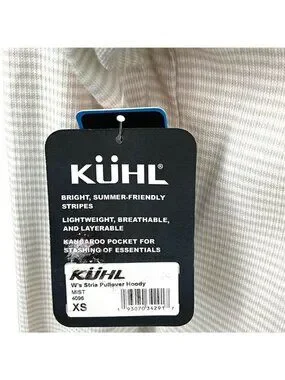 KÜHL®
BRIGHT, SUMMER-FRIENDLY
STRIPES
LIGHTWEIGHT, BREATHABLE,
AND LAYERABLE
KANGAROO POCKET FOR
STASHING OF ESSENTIALS
KÜHL
W's Stria Pullover Hoody
MIST
4096
XS